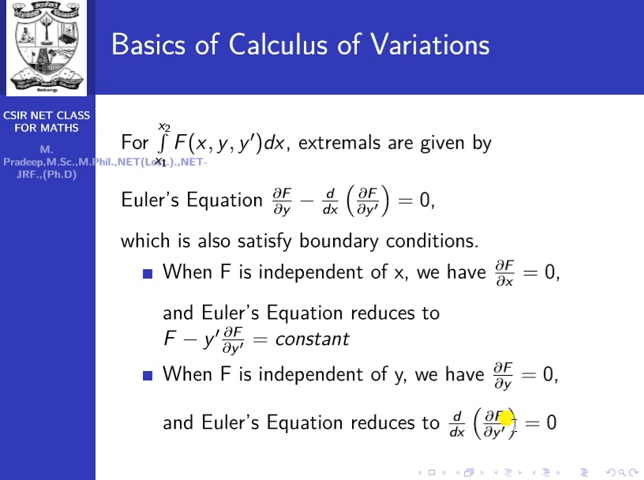 Basics of Calculus of Variations
CSIR NET CLASS
FOR MATHS
M.
Pradeep,M.Sc.,M.Phil.,NET(Lec.).,NET-
JRF.,(Ph.D)
For ∫_{x₁}^{x₂} F(x, y, y′)dx, extremals are given by
Euler's Equation ∂F/∂y − d/dx (∂F/∂y′) = 0,
which is also satisfy boundary conditions.
When F is independent of x, we have ∂F/∂x = 0,
and Euler's Equation reduces to
F − y′ ∂F/∂y′ = constant
When F is independent of y, we have ∂F/∂y = 0,
and Euler's Equation reduces to d/dx (∂F/∂y′) = 0